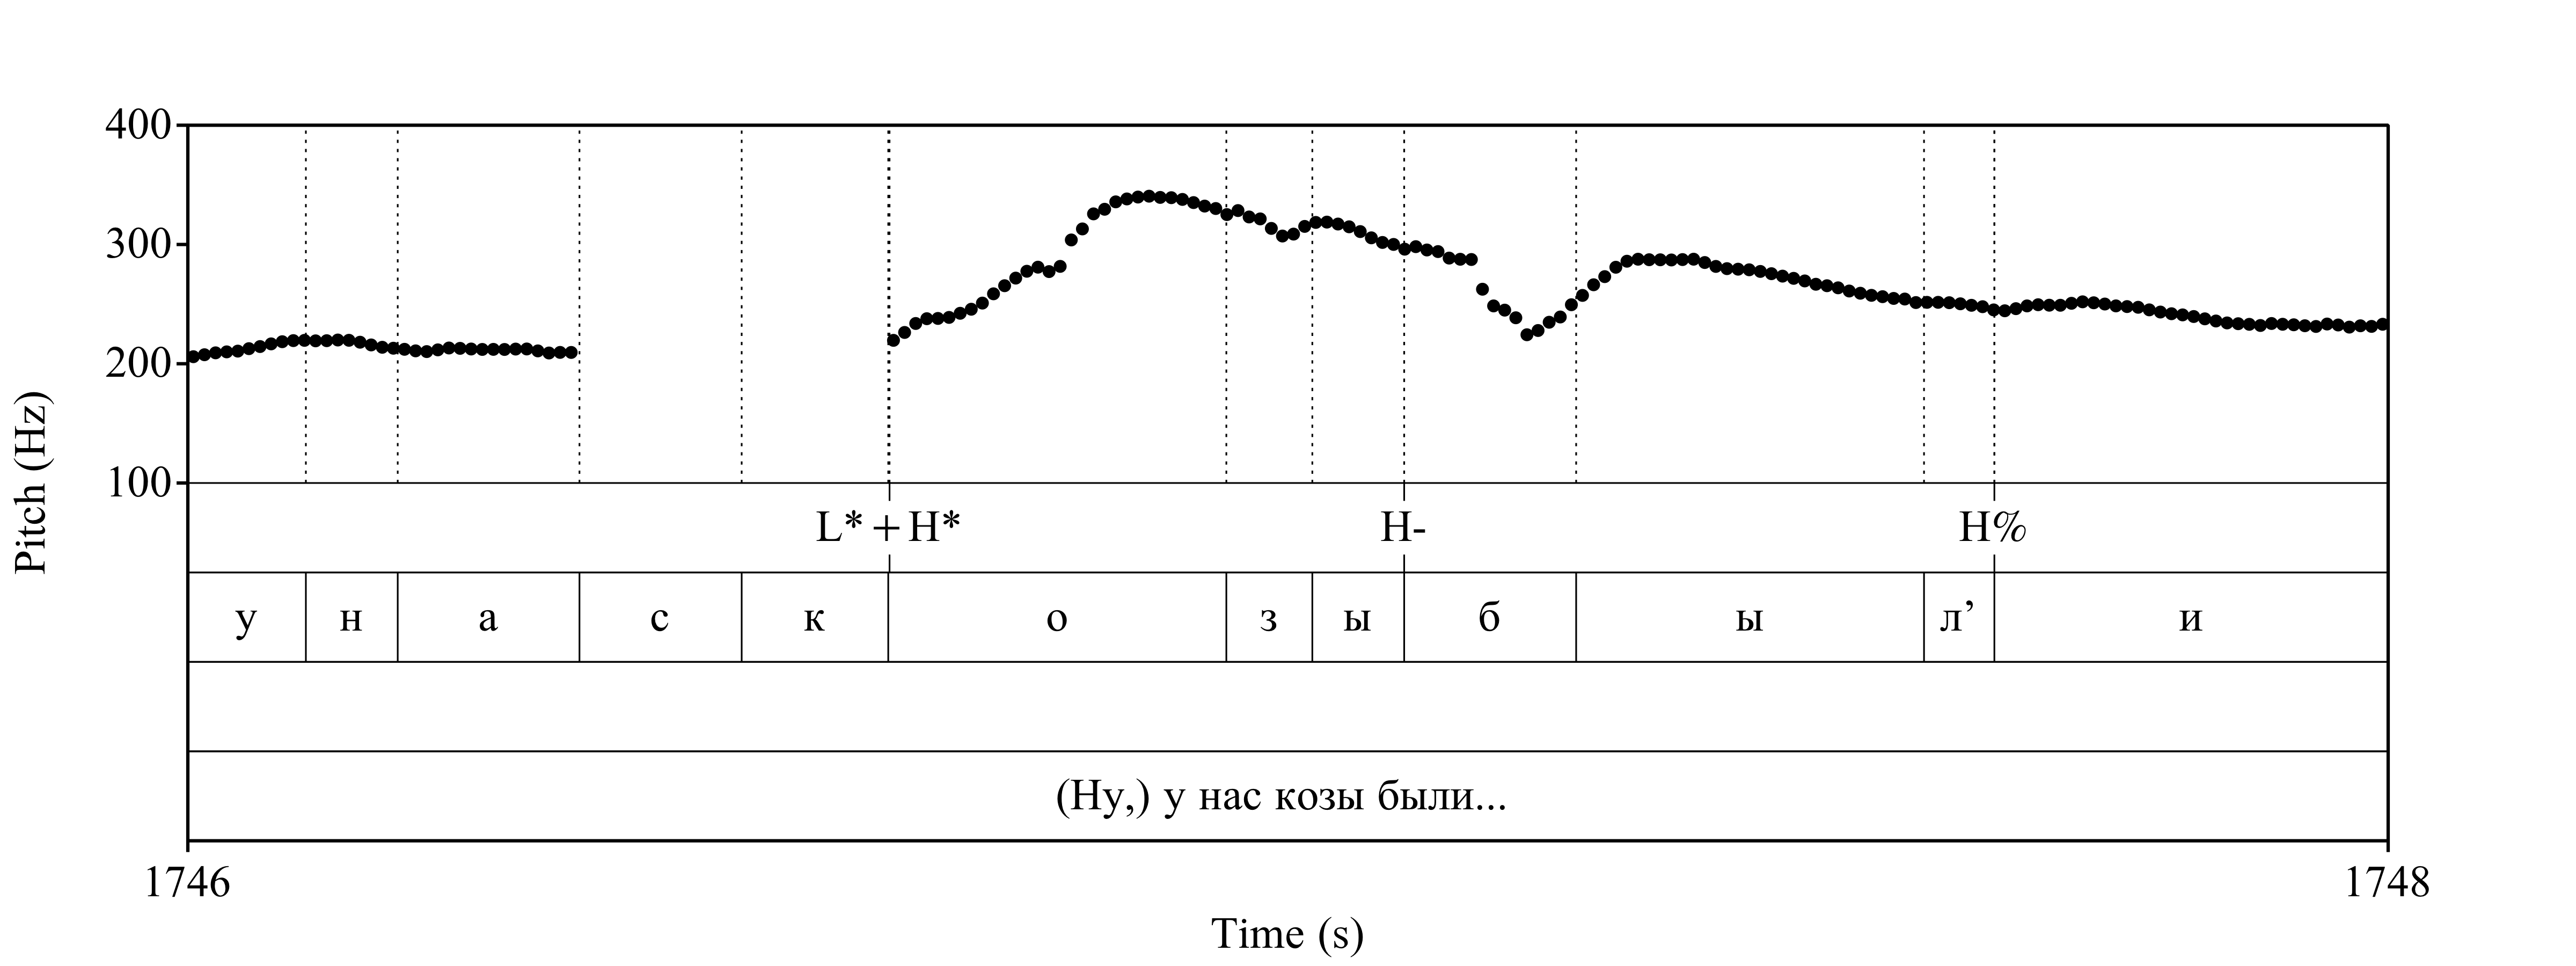 400
300
200
100
Pitch (Hz)
L* + H* H- H%
у н а с к о з ы б ы л’ и
(Ну,) у нас козы были...
1746 1748
Time (s)